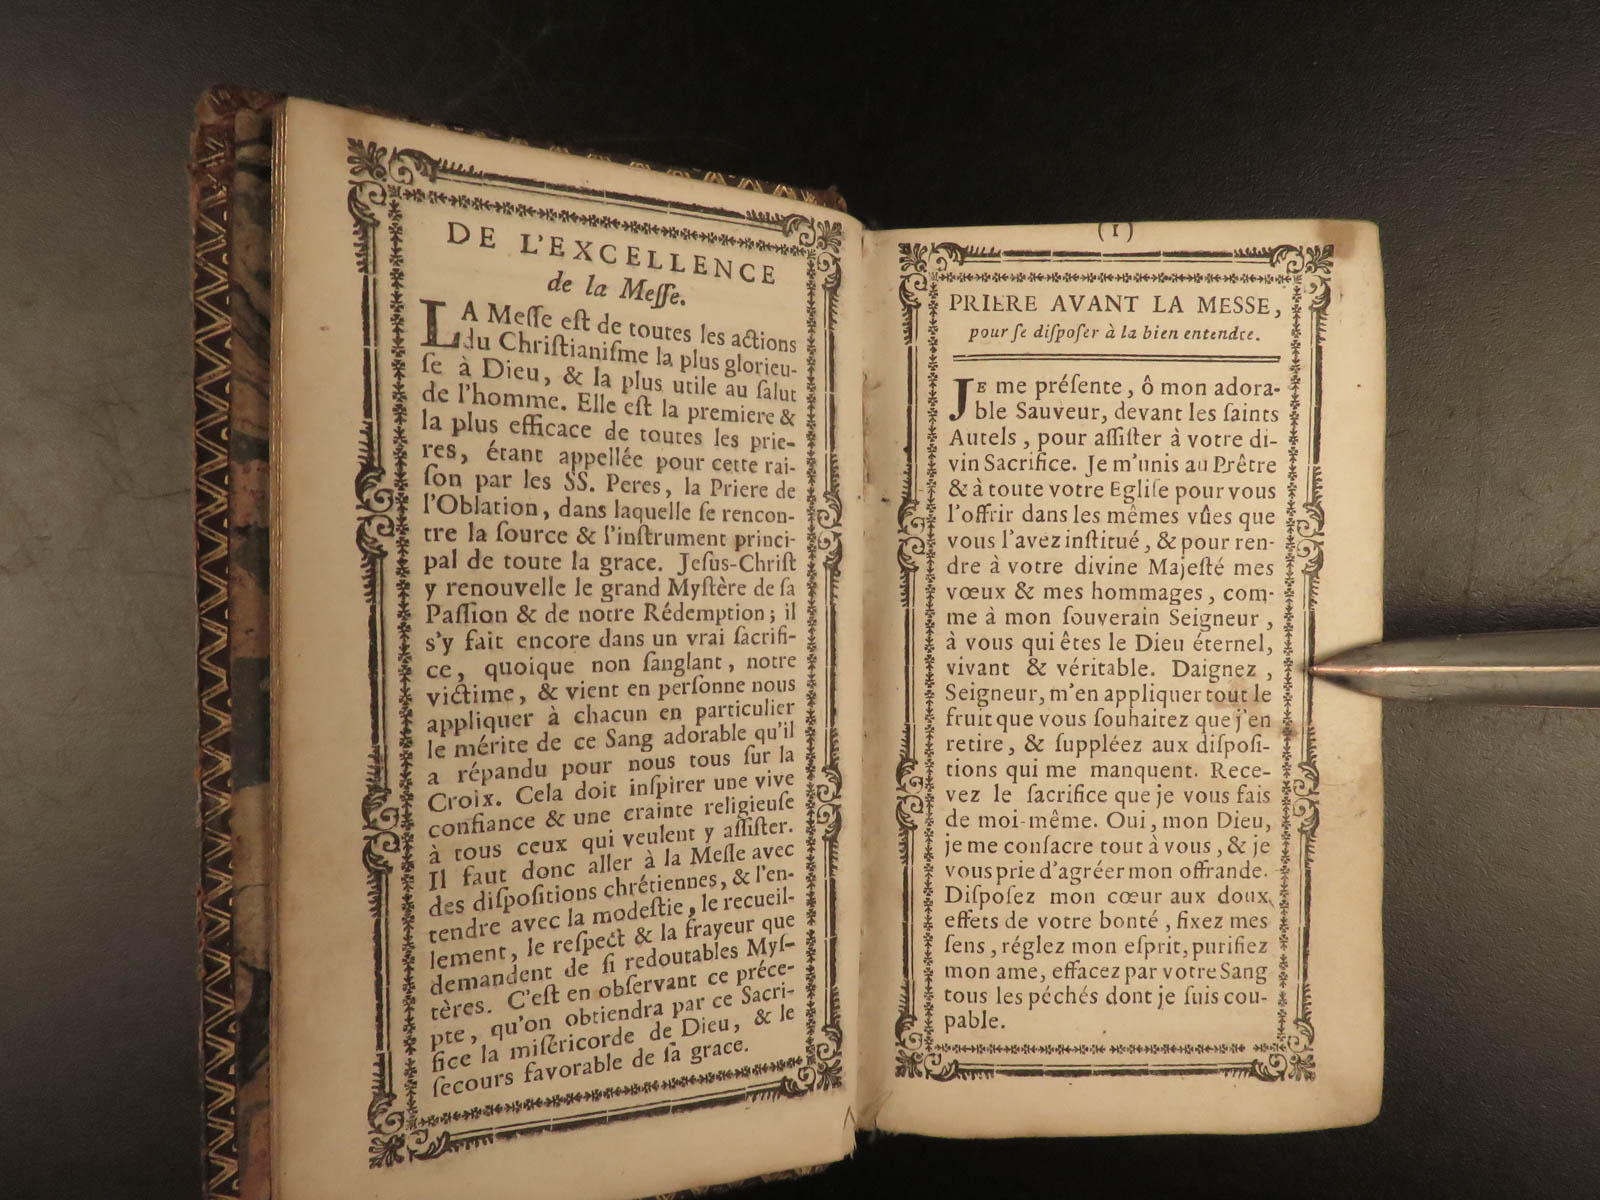 DE L'EXCELLENCE
de la Meſſe.
LA Meſſe eſt de toutes les actions
du Chriſtianiſme la plus glorieu-
ſe à Dieu, & la plus utile au ſalut
de l'homme. Elle eſt la premiere &
la plus efficace de toutes les prie-
res, étant appellée pour cette rai-
ſon par les SS. Peres, la Priere de
l'Oblation, dans laquelle ſe rencon-
tre la ſource & l'inſtrument princi-
pal de toute la grace. Jeſus-Chriſt
y renouvelle le grand Myſtère de ſa
Paſſion & de notre Rédemption; il
s'y fait encore dans un vrai ſacrifi-
ce, quoique non ſanglant, notre
victime, & vient en perſonne nous
appliquer à chacun en particulier
le mérite de ce Sang adorable qu'il
a répandu pour nous tous ſur la
Croix. Cela doit inſpirer une vive
confiance & une crainte religieuſe
à tous ceux qui veulent y aſſiſter.
Il faut donc aller à la Meſſe avec
des diſpoſitions chrétiennes, & l'en-
tendre avec la modeſtie, le recueil-
lement, le reſpect & la frayeur que
demandent de ſi redoutables Myſ-
tères. C'eſt en obſervant ce préce-
pte, qu'on obtiendra par ce Sacri-
fice la miſéricorde de Dieu, & le
ſecours favorable de ſa grace.
(1)
PRIERE AVANT LA MESSE,
pour ſe diſpoſer à la bien entendre.
JE me préſente, ô mon adora-
ble Sauveur, devant les ſaints
Autels, pour aſſiſter à votre di-
vin Sacrifice. Je m'unis au Prêtre
& à toute votre Egliſe pour vous
l'offrir dans les mêmes vûes que
vous l'avez inſtitué, & pour ren-
dre à votre divine Majeſté mes
vœux & mes hommages, com-
me à mon ſouverain Seigneur,
à vous qui êtes le Dieu éternel,
vivant & véritable. Daignez,
Seigneur, m'en appliquer tout le
fruit que vous ſouhaitez que j'en
retire, & ſuppléez aux diſpoſi-
tions qui me manquent. Rece-
vez le ſacrifice que je vous fais
de moi-même. Oui, mon Dieu,
je me conſacre tout à vous, & je
vous prie d'agréer mon offrande.
Diſpoſez mon cœur aux doux
effets de votre bonté, fixez mes
ſens, réglez mon eſprit, purifiez
mon ame, effacez par votre Sang
tous les péchés dont je ſuis cou-
pable.